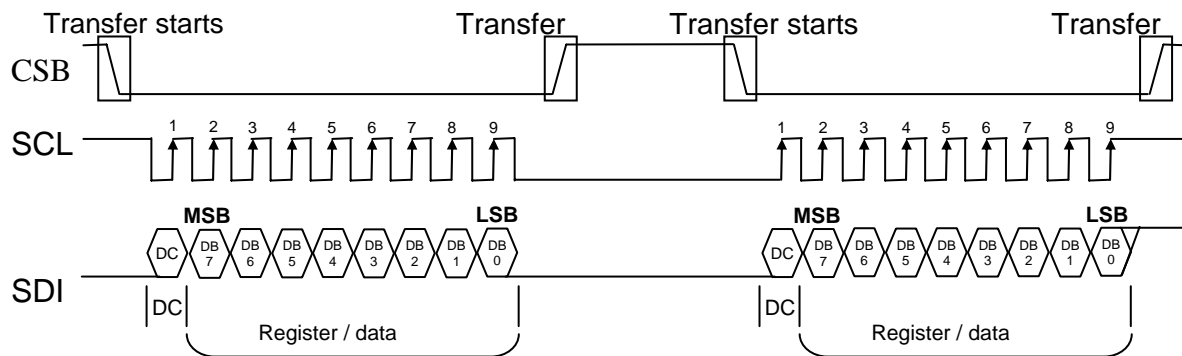 Transfer starts Transfer Transfer starts Transfer
CSB
SCL 1 2 3 4 5 6 7 8 9 1 2 3 4 5 6 7 8 9
MSB LSB MSB LSB
DC DB 7 DB 6 DB 5 DB 4 DB 3 DB 2 DB 1 DB 0 DC DB 7 DB 6 DB 5 DB 4 DB 3 DB 2 DB 1 DB 0
SDI
DC DC
Register / data Register / data